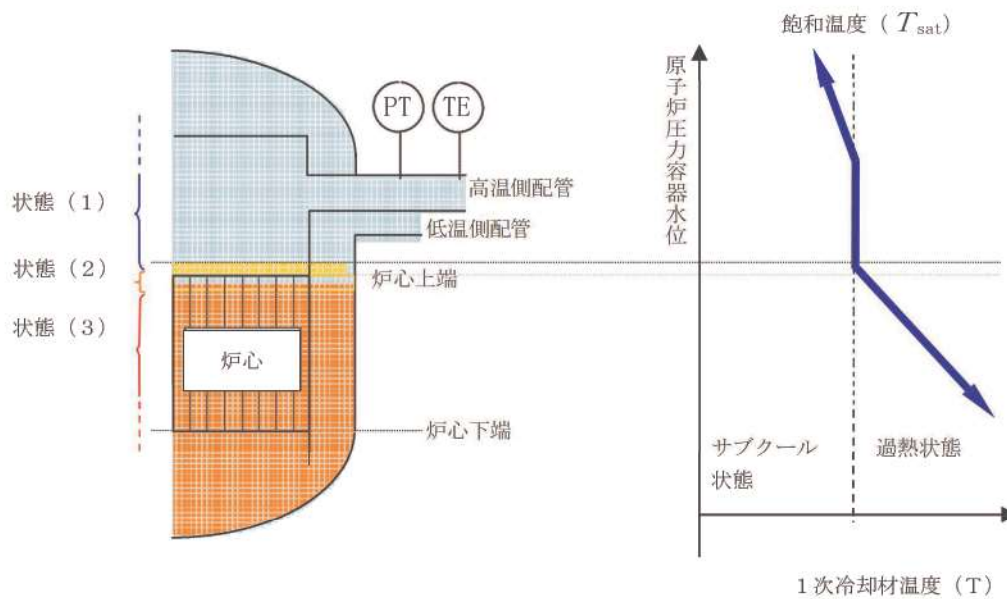 PT
TE
高温側配管
低温側配管
状態（1）
状態（2）
炉心上端
状態（3）
炉心
炉心下端
飽和温度（Tsat）
原子炉圧力容器水位
サブクール
状態
過熱状態
1次冷却材温度（T）